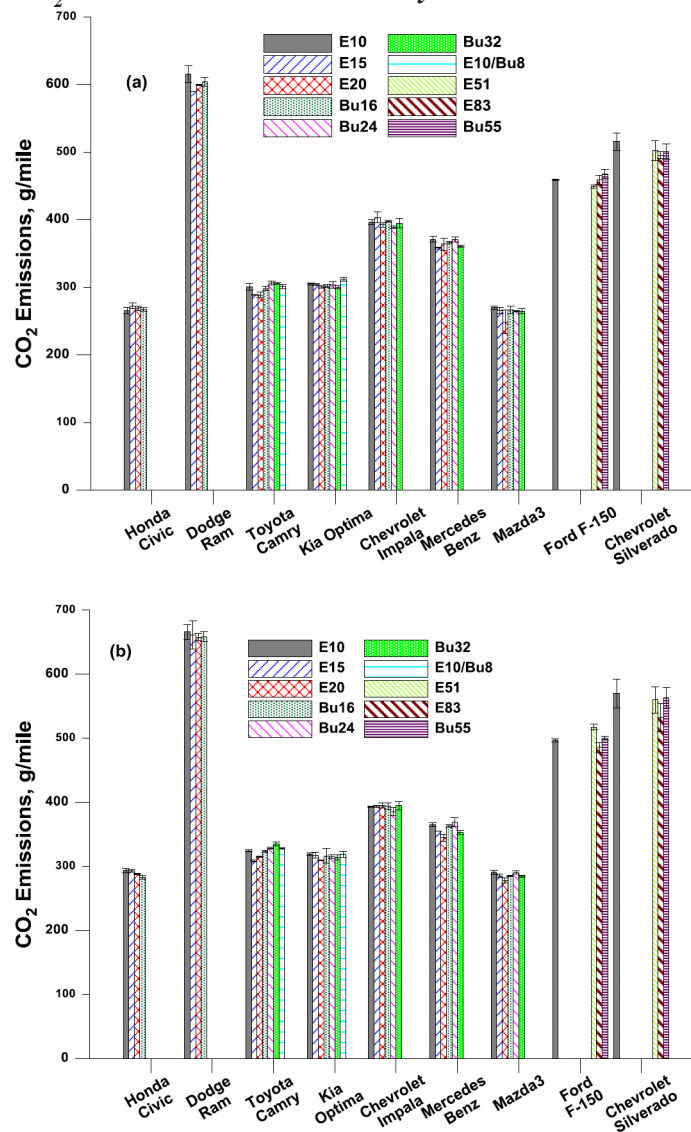 700
600
500
400
300
200
100
0
CO2 Emissions, g/mile
(a)
E10
E15
E20
Bu16
Bu24
Bu32
E10/Bu8
E51
E83
Bu55
Honda
Civic
Dodge
Ram
Toyota
Camry
Kia Optima
Chevrolet
Impala
Mercedes
Benz
Mazda3
Ford F-150
Chevrolet
Silverado
700
600
500
400
300
200
100
0
CO2 Emissions, g/mile
(b)
E10
E15
E20
Bu16
Bu24
Bu32
E10/Bu8
E51
E83
Bu55
Honda
Civic
Dodge
Ram
Toyota
Camry
Kia
Optima
Chevrolet
Impala
Mercedes
Benz
Mazda3
Ford
F-150
Chevrolet
Silverado